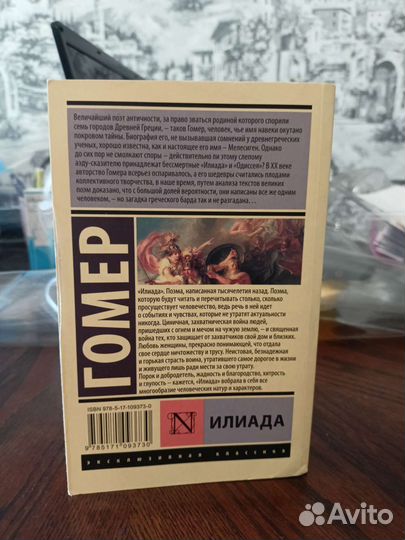 Величайший поэт античности, за право зваться родиной которого спорили
семь городов Древней Греции, – таков Гомер, человек, чье имя навеки окутано
покровом тайны. Биография его, не вызывавшая сомнений у древнегреческих
ученых, хорошо известна, как и настоящее его имя – Мелесиген. Однако
до сих пор не смолкают споры – действительно ли этому слепому
аэду-сказителю принадлежат бессмертные «Илиада» и «Одиссея»? В XX веке
авторство Гомера всерьез оспаривалось, а его шедевры считались плодами
коллективного творчества, в наше время, путем анализа текстов великих
поэм доказано, что с большой долей вероятности, они написаны все же одним
человеком, – но загадка греческого барда так и не разгадана. . .
ГОМЕР
«Илиада». Поэма, написанная тысячелетия назад. Поэма,
которую будут читать и перечитывать столько, сколько
просуществует человечество, ведь речь в ней идет
о событиях и чувствах, которые не утратят актуальности
никогда. Циничная, захватническая война людей,
пришедших с огнем и мечом на чужую землю, – и священная
война тех, кто защищает от захватчиков свой дом и близких.
Любовь женщины, прекрасно понимающей, что отдала
свое сердце ничтожеству и трусу. Неистовая, безнадежная
и горькая страсть воина, утратившего самое дорогое в жизни
и живущего лишь ради мести за свою утрату.
Порок и добродетель, жадность и благородство, хитрость
и глупость – кажется, «Илиада» вобрала в себя все
многообразие человеческих натур и характеров.
ISBN 978-5-17-109373-0
9 785171 093730
N
ИЛИАДА
ЭКСКЛЮЗИВНАЯ КЛАССИКА
Avito